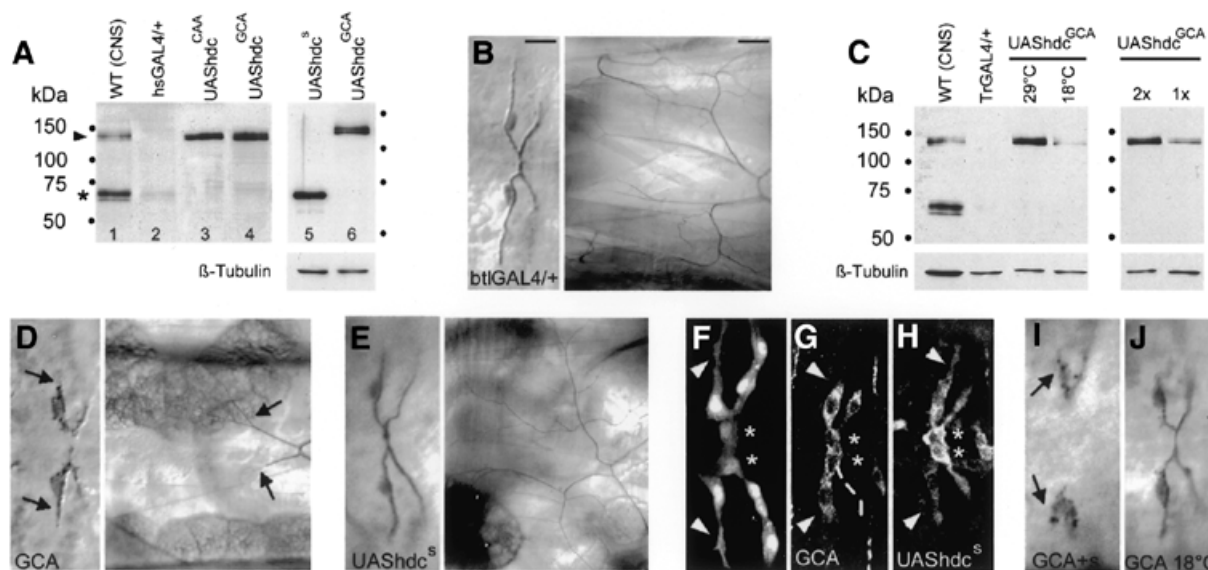 A
WT (CNS)
hsGAL4/+
UAShdc CAA
UAShdc GCA
UAShdc s
UAShdc GCA
kDa
150
100
75
*
50
1 2 3 4 5 6
ß-Tubulin
B
btlGAL4/+
C
WT (CNS)
TrGAL4/+
UAShdc GCA
29°C
18°C
UAShdc GCA
2x 1x
kDa
150
100
75
50
ß-Tubulin
D
GCA
E
UAShdc s
F
*
*
G
*
*
GCA
H
*
*
UAShdc s
I
GCA+s
J
GCA 18°C